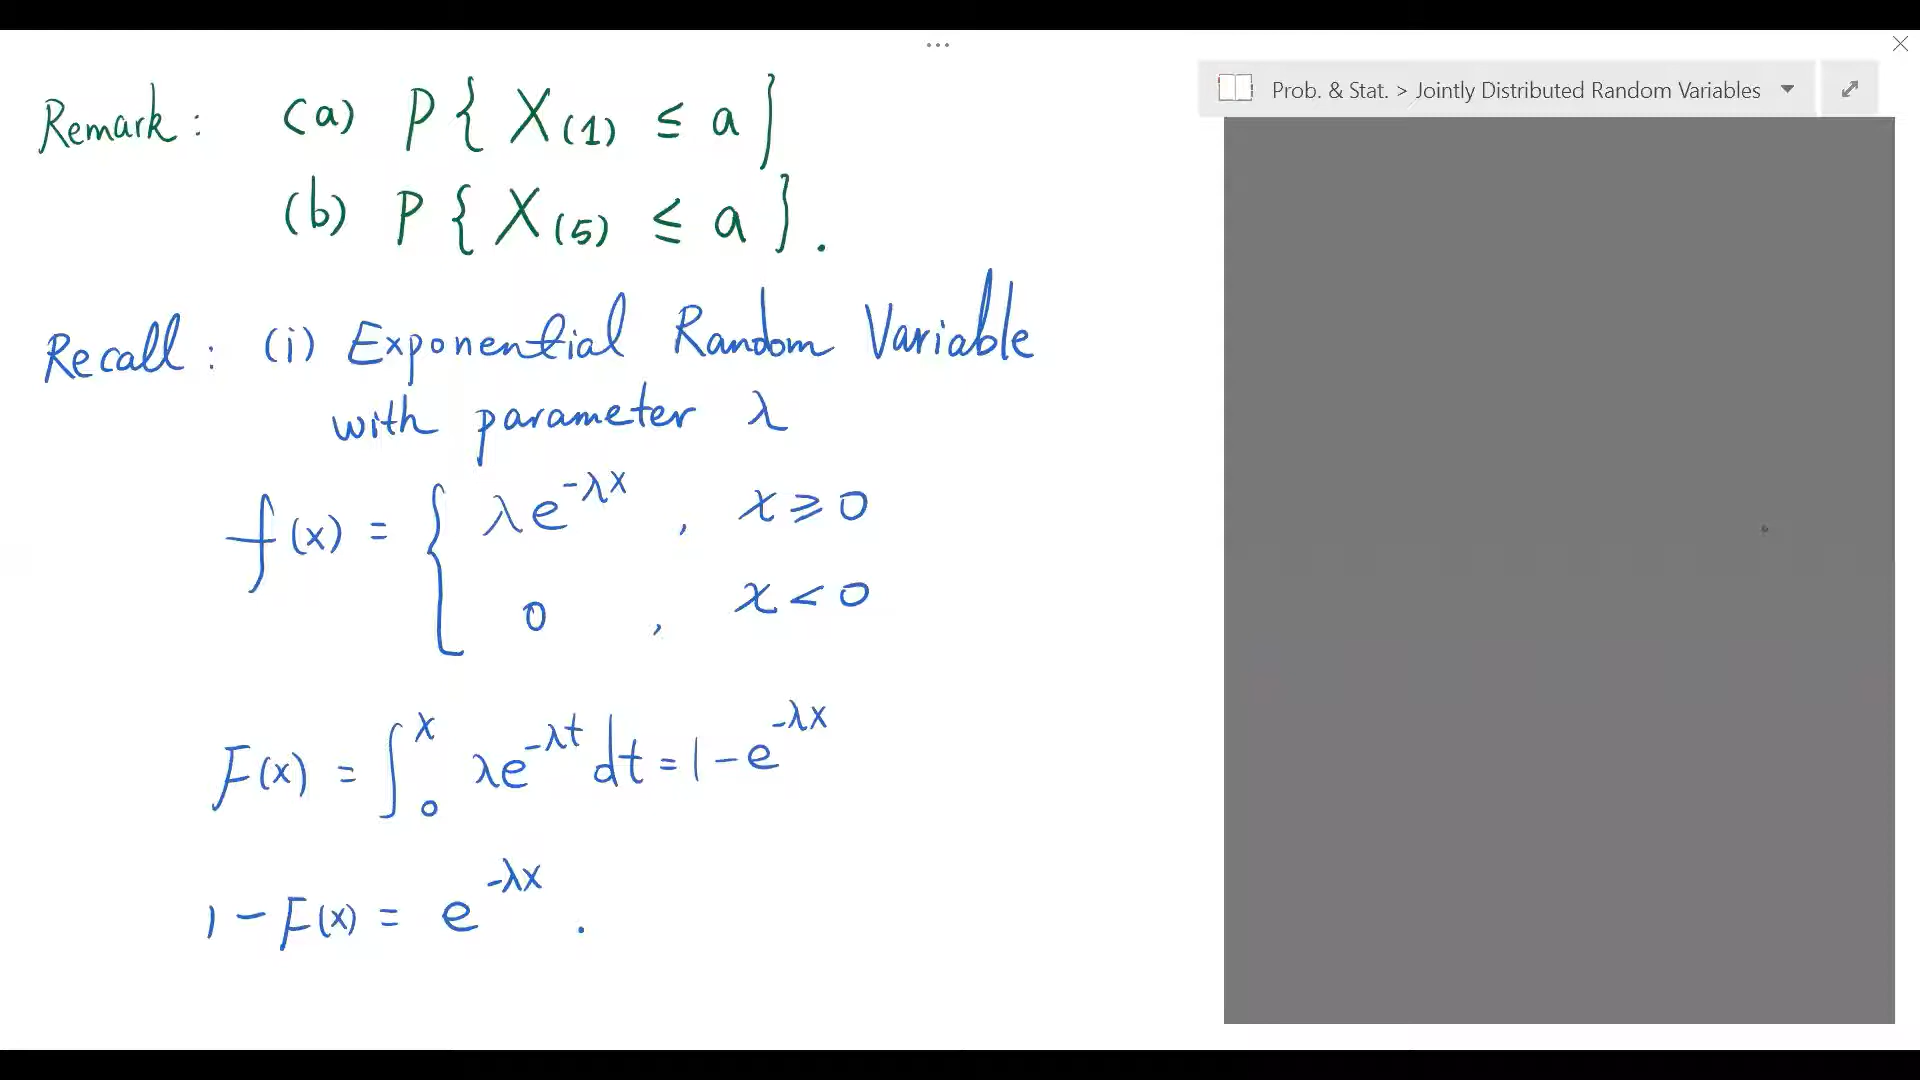 Remark: (a) P{ X(1) ≤ a }
(b) P{ X(5) ≤ a }.
Recall: (i) Exponential Random Variable
with parameter λ
f(x) = { λe^{-λx} , x ≥ 0
0 , x < 0
F(x) = ∫_0^x λe^{-λt} dt = 1 - e^{-λx}
1 - F(x) = e^{-λx} .
...
Prob. & Stat. > Jointly Distributed Random Variables